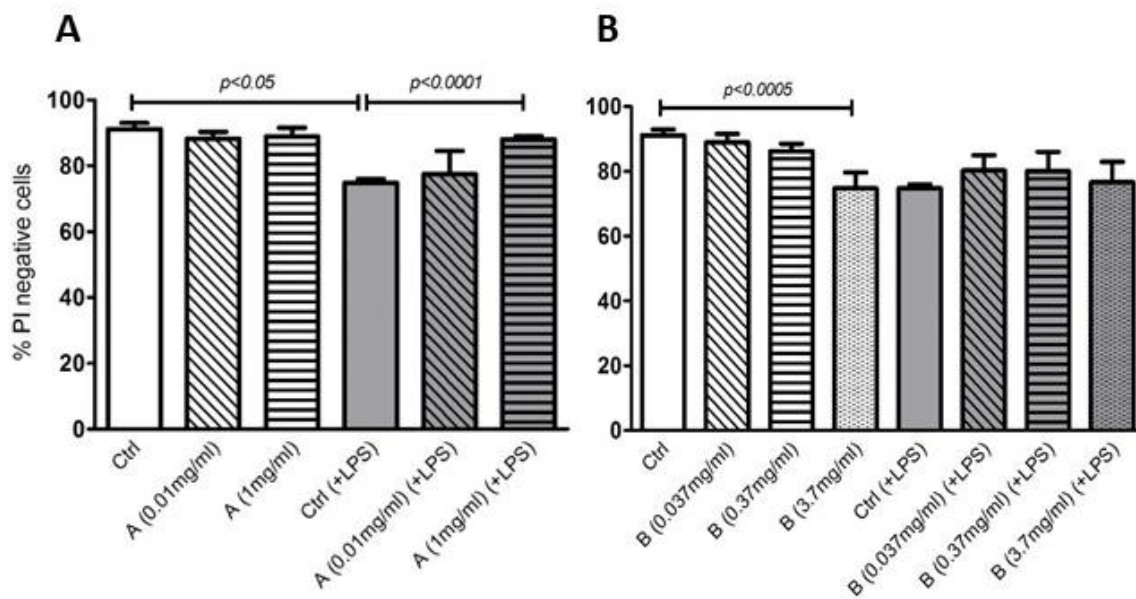 A
B
p<0.05
p<0.0001
p<0.0005
% PI negative cells
100
80
60
40
20
0
Ctrl
A (0.01mg/ml)
A (1mg/ml)
Ctrl (+LPS)
A (0.01mg/ml) (+LPS)
A (1mg/ml) (+LPS)
100
80
60
40
20
0
Ctrl
B (0.037mg/ml)
B (0.37mg/ml)
B (3.7mg/ml)
Ctrl (+LPS)
B (0.037mg/ml) (+LPS)
B (0.37mg/ml) (+LPS)
B (3.7mg/ml) (+LPS)